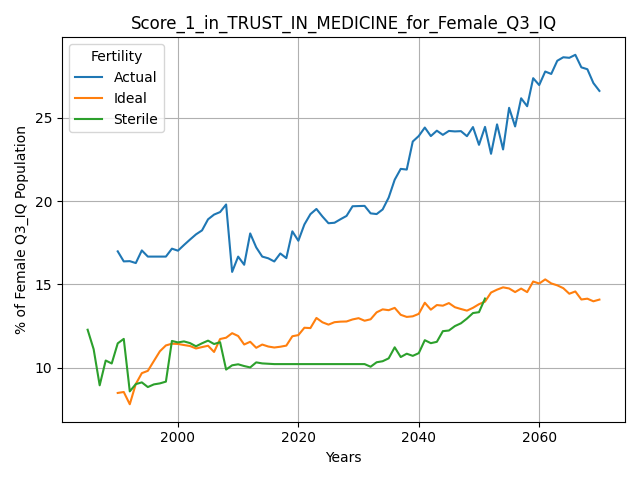 Score_1_in_TRUST_IN_MEDICINE_for_Female_Q3_IQ
Fertility
Actual
Ideal
Sterile
% of Female Q3_IQ Population
25
20
15
10
2000
2020
2040
2060
Years